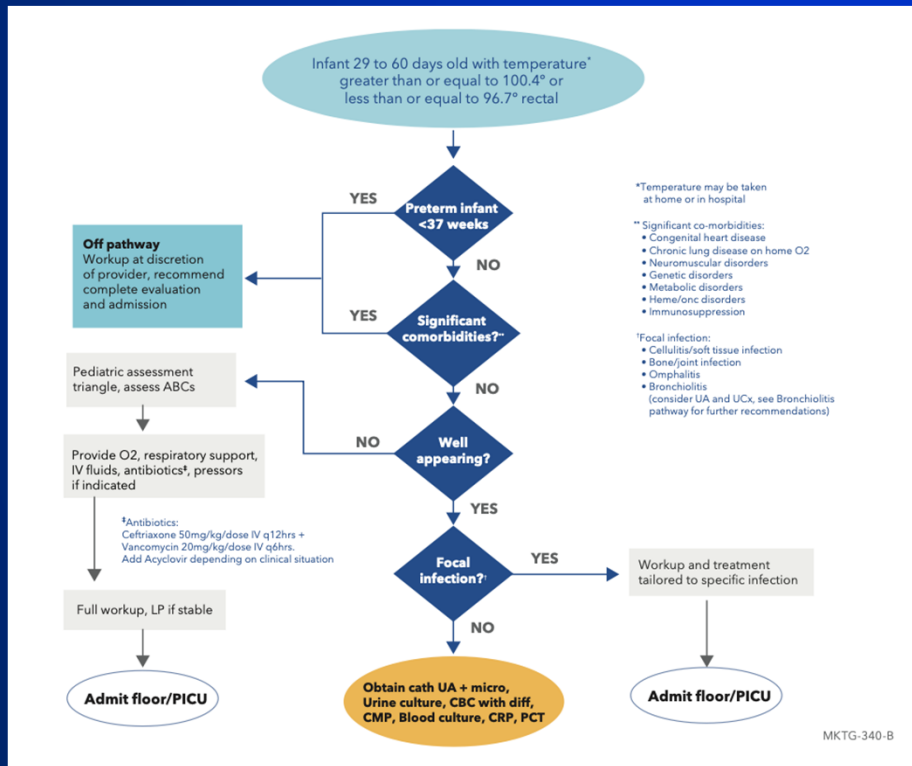 Infant 29 to 60 days old with temperature*
greater than or equal to 100.4° or
less than or equal to 96.7° rectal
YES
Preterm infant
<37 weeks
NO
Off pathway
Workup at discretion
of provider, recommend
complete evaluation
and admission
YES
Significant
comorbidities?**
NO
*Temperature may be taken
at home or in hospital
** Significant co-morbidities:
• Congenital heart disease
• Chronic lung disease on home O2
• Neuromuscular disorders
• Genetic disorders
• Metabolic disorders
• Heme/onc disorders
• Immunosuppression
†Focal infection:
• Cellulitis/soft tissue infection
• Bone/joint infection
• Omphalitis
• Bronchiolitis
(consider UA and UCx, see Bronchiolitis
pathway for further recommendations)
Pediatric assessment
triangle, assess ABCs
NO
Well
appearing?
YES
Provide O2, respiratory support,
IV fluids, antibiotics‡, pressors
if indicated
‡Antibiotics:
Ceftriaxone 50mg/kg/dose IV q12hrs +
Vancomycin 20mg/kg/dose IV q6hrs.
Add Acyclovir depending on clinical situation
Focal
infection?†
YES
Workup and treatment
tailored to specific infection
NO
Full workup, LP if stable
Admit floor/PICU
Obtain cath UA + micro,
Urine culture, CBC with diff,
CMP, Blood culture, CRP, PCT
Admit floor/PICU
MKTG-340-B